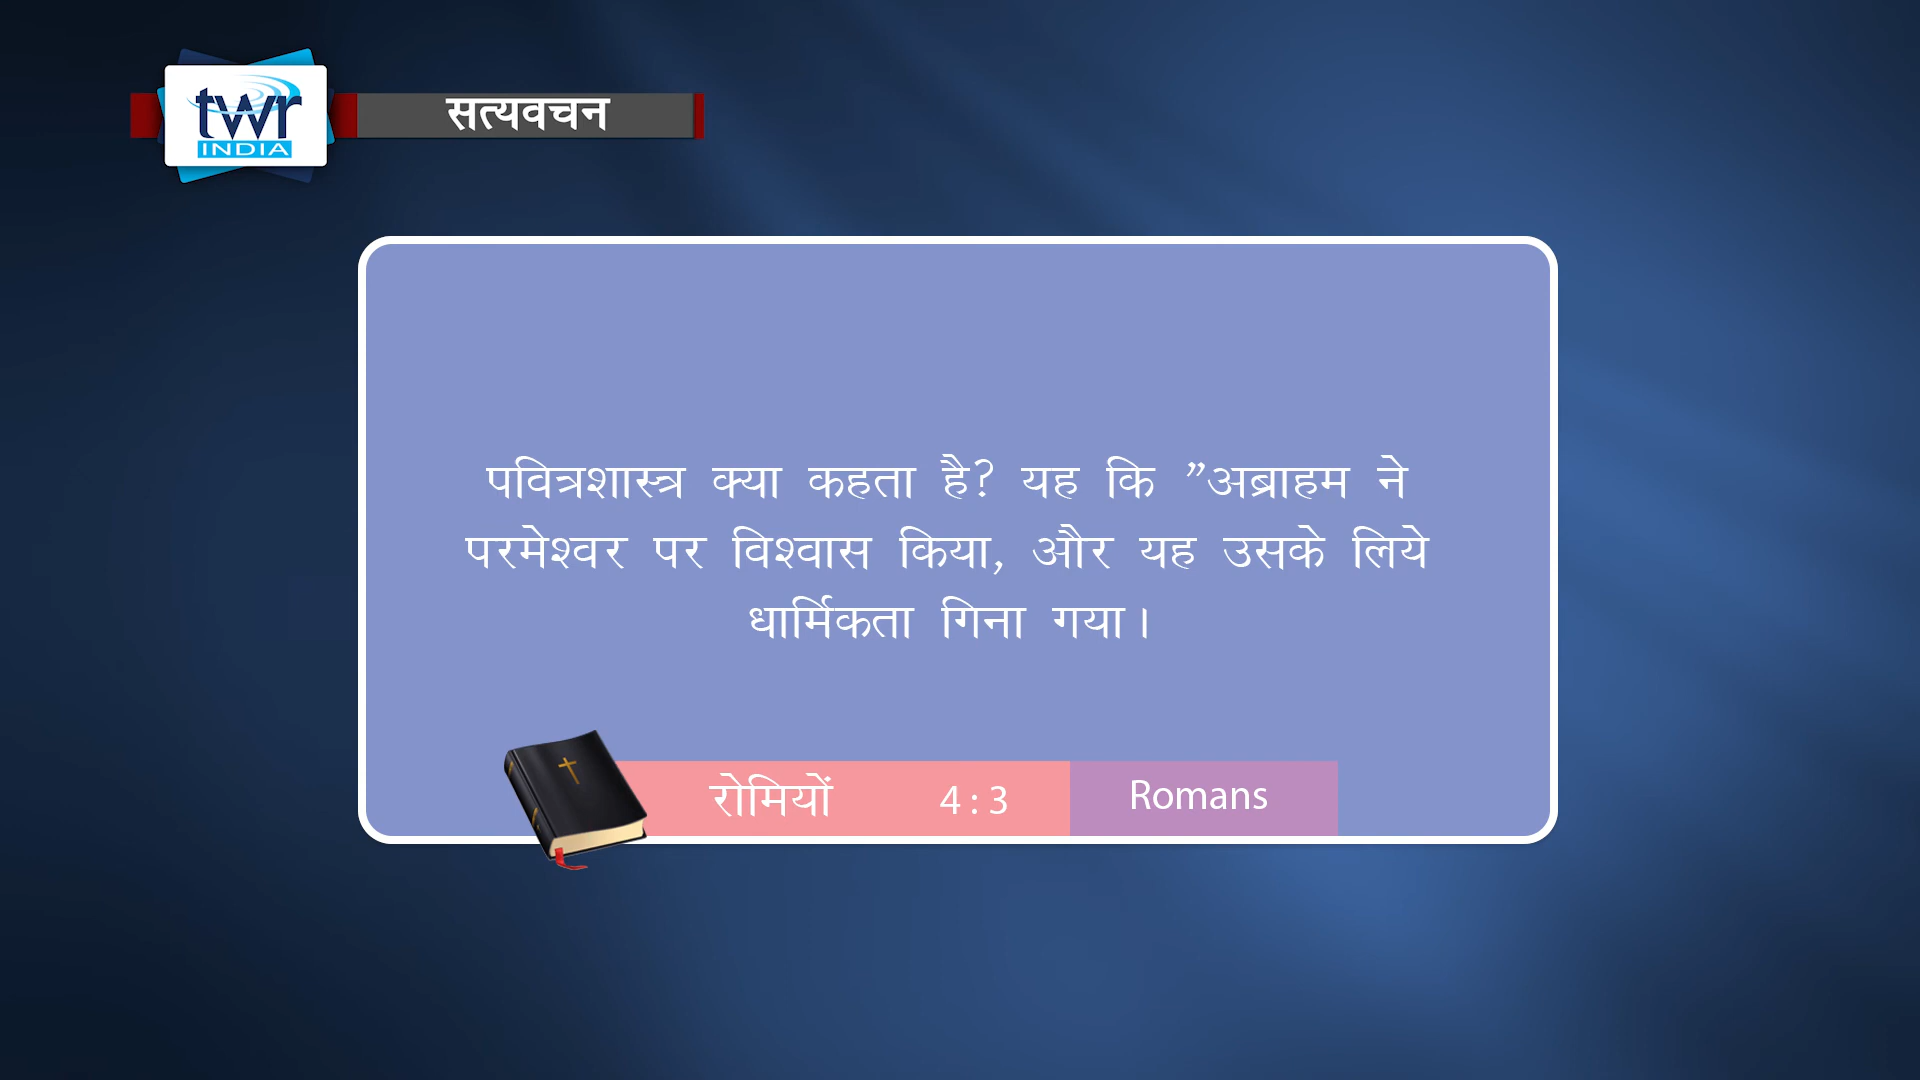 twr
INDIA
सत्यवचन
पवित्रशास्त्र क्या कहता है? यह कि ”अब्राहम ने
परमेश्वर पर विश्वास किया, और यह उसके लिये
धार्मिकता गिना गया।
रोमियों 4 : 3 Romans